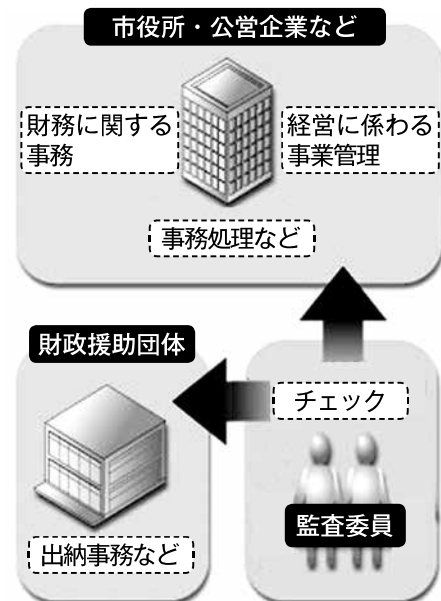 市役所・公営企業など
財務に関する
事務
経営に係わる
事業管理
事務処理など
財政援助団体
出納事務など
チェック
監査委員